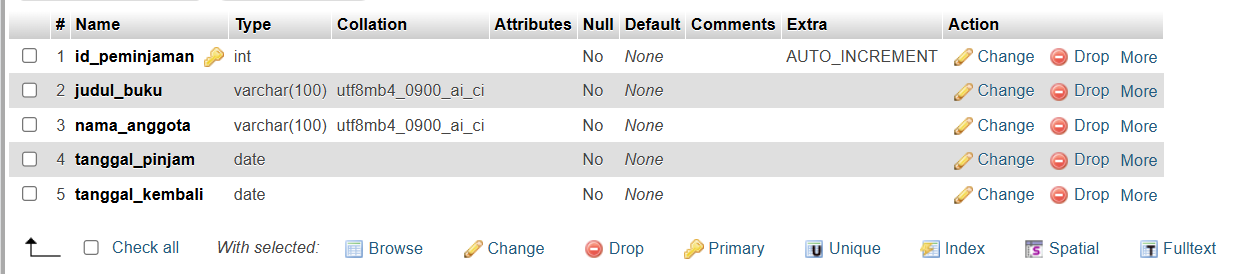 # Name Type Collation Attributes Null Default Comments Extra Action
1 id_peminjaman int No None AUTO_INCREMENT Change Drop More
2 judul_buku varchar(100) utf8mb4_0900_ai_ci No None Change Drop More
3 nama_anggota varchar(100) utf8mb4_0900_ai_ci No None Change Drop More
4 tanggal_pinjam date No None Change Drop More
5 tanggal_kembali date No None Change Drop More
Check all With selected: Browse Change Drop Primary Unique Index Spatial Fulltext